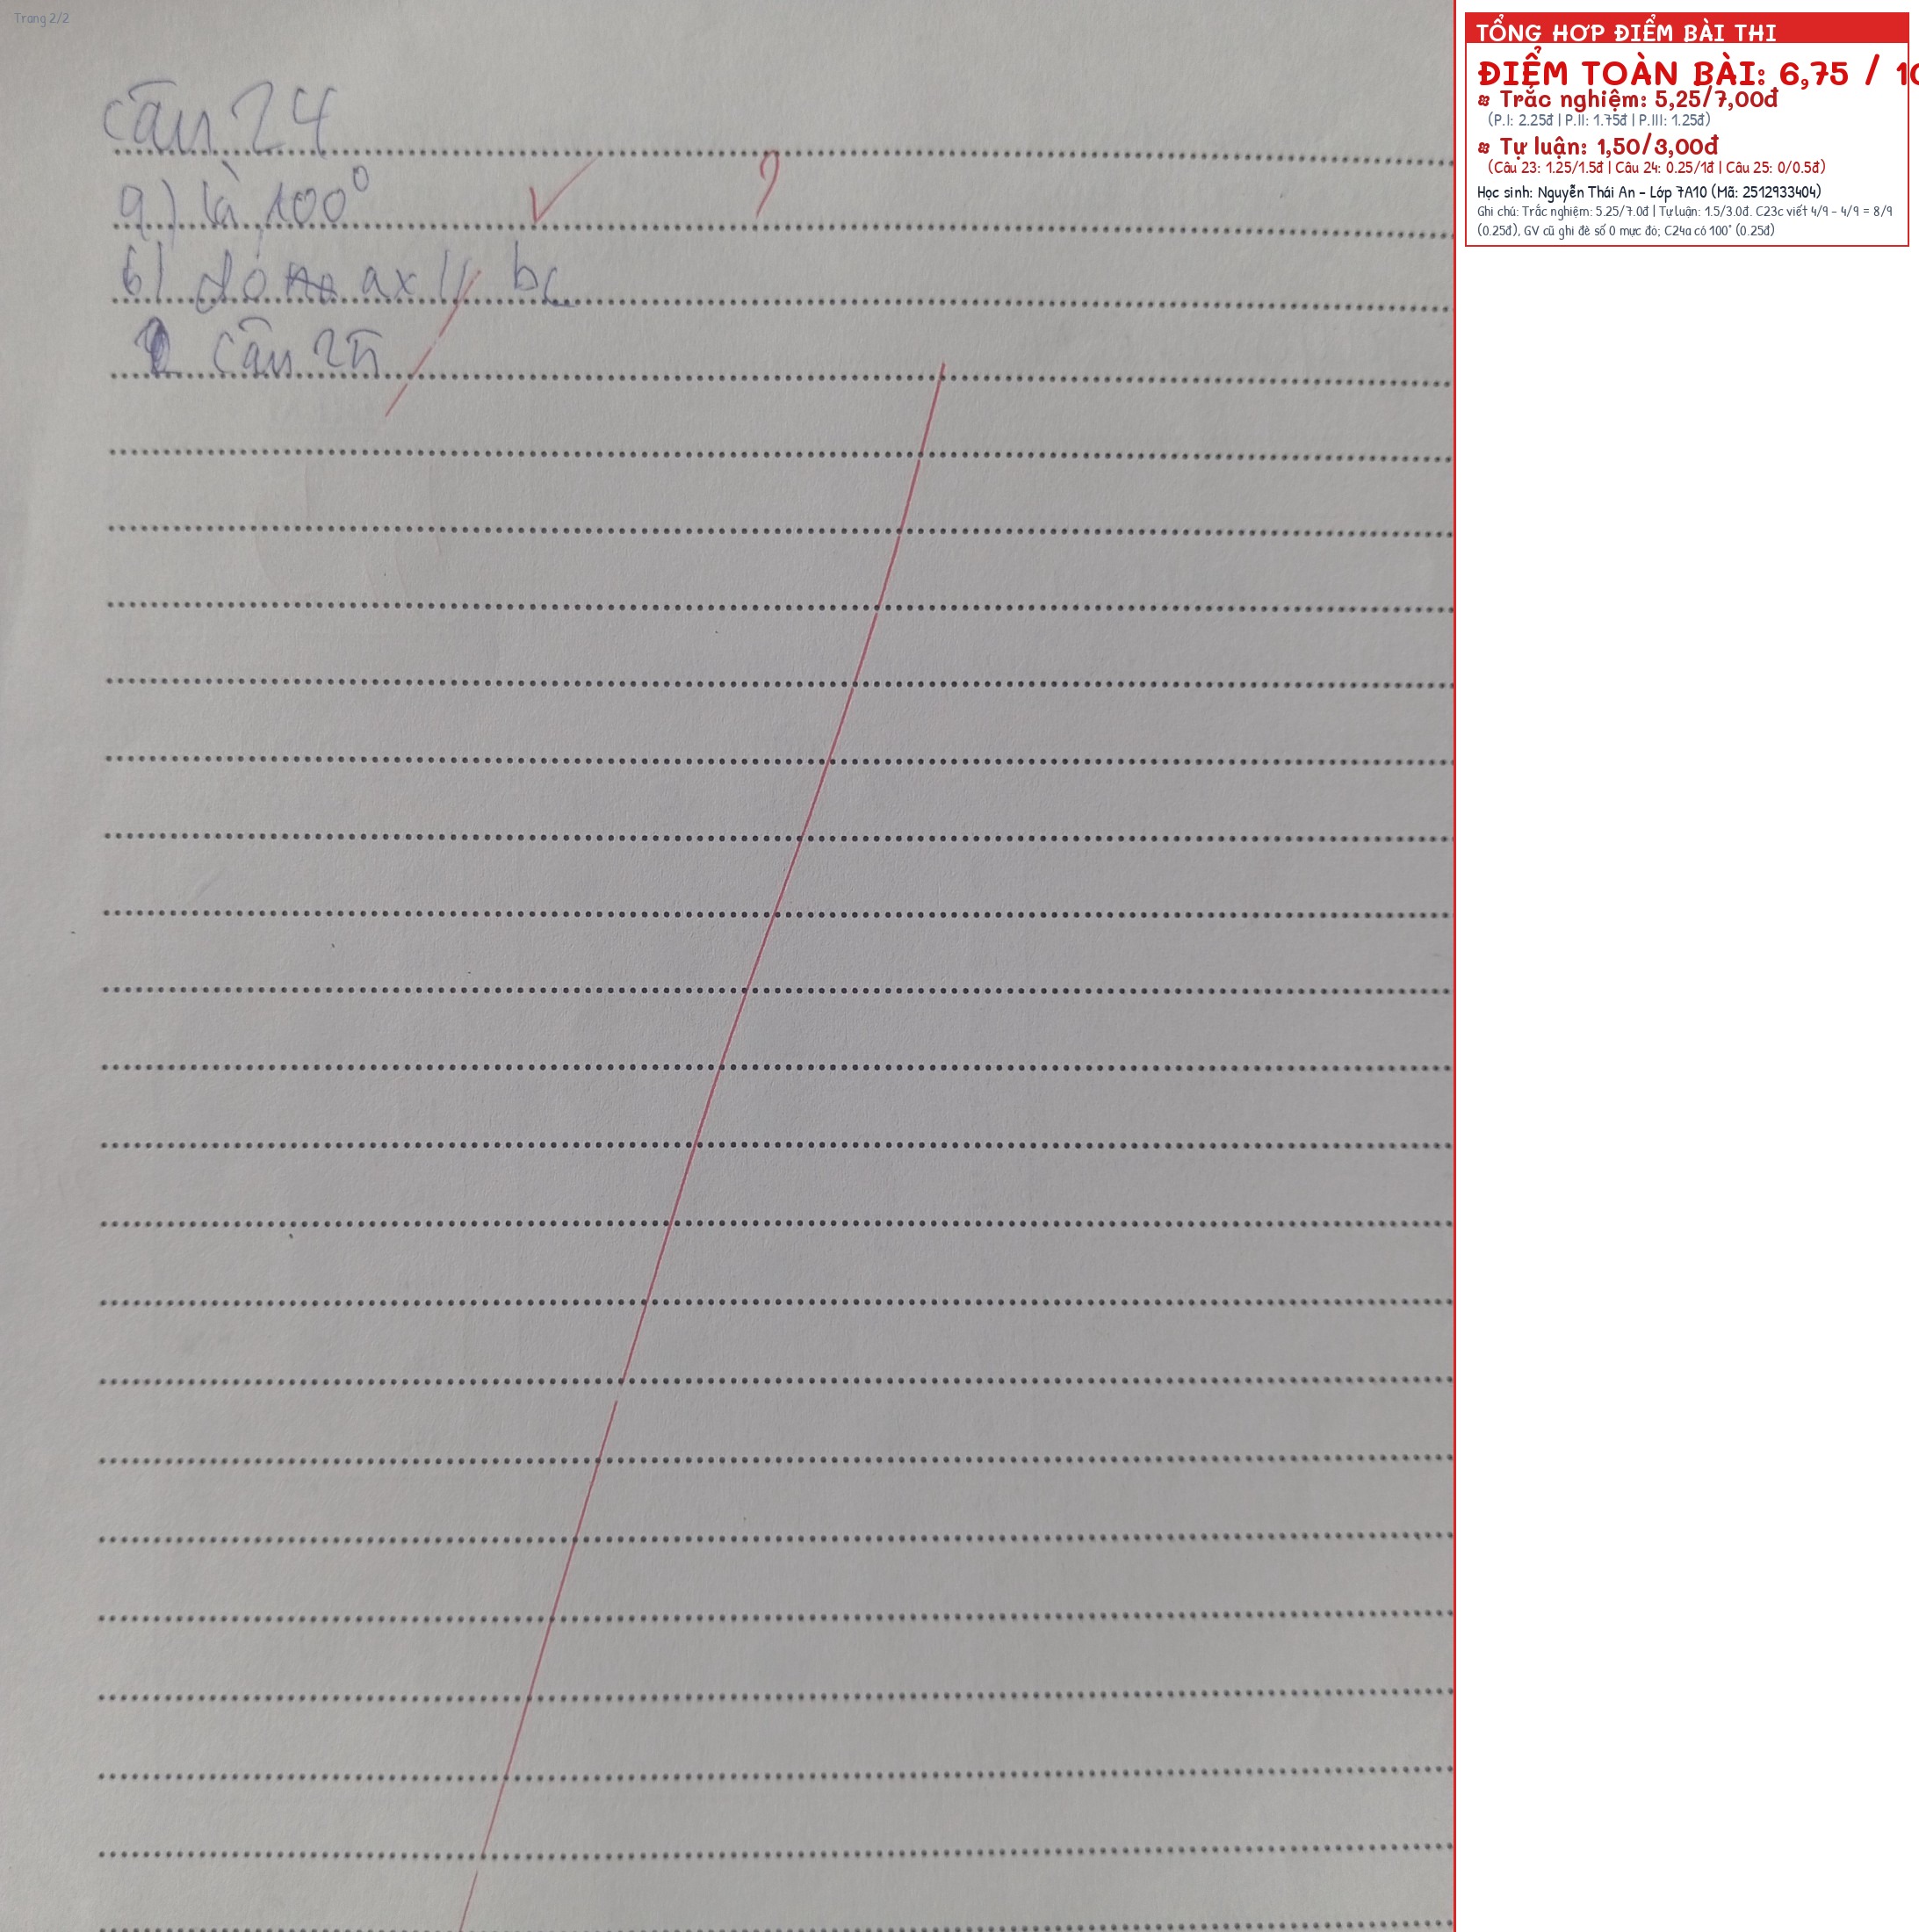 Trang 2/2
câu 24
a) là 100⁰
?
b) do ax // bc
câu 25
TỔNG HỢP ĐIỂM BÀI THI
ĐIỂM TOÀN BÀI: 6,75 / 10
Trắc nghiệm: 5,25/7,00đ
(P.I: 2.25đ | P.II: 1.75đ | P.III: 1.25đ)
Tự luận: 1,50/3,00đ
(Câu 23: 1.25/1.5đ | Câu 24: 0.25/1đ | Câu 25: 0/0.5đ)
Học sinh: Nguyễn Thái An - Lớp 7A10 (Mã: 2512933404)
Ghi chú: Trắc nghiệm: 5.25/7.0đ | Tự luận: 1.5/3.0đ. C23c viết 4/9 - 4/9 = 8/9
(0.25đ), GV cũ ghi đè số 0 mực đỏ; C24a có 100° (0.25đ)